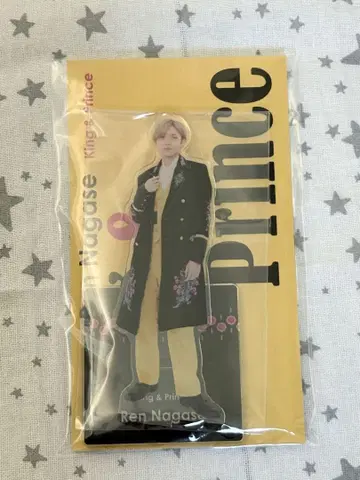 King & Prince
Ren Nagase
prince
King & Prince
Ren Nagase